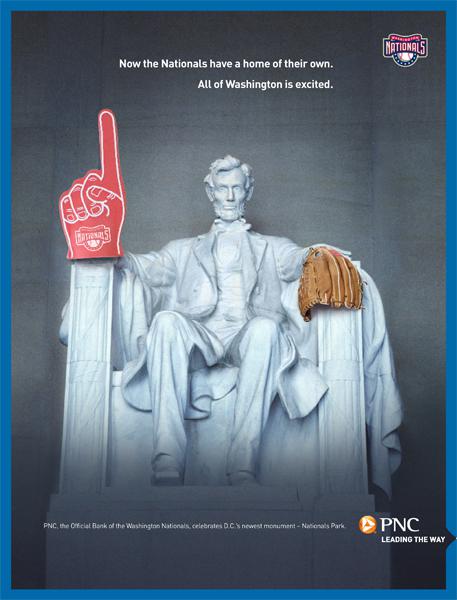 Now the Nationals have a home of their own.
WASHINGTON
NATIONALS
All of Washington is excited.
NATIONALS
PNC, the Official Bank of the Washington Nationals, celebrates D.C.'s newest monument – Nationals Park.
PNC
LEADING THE WAY